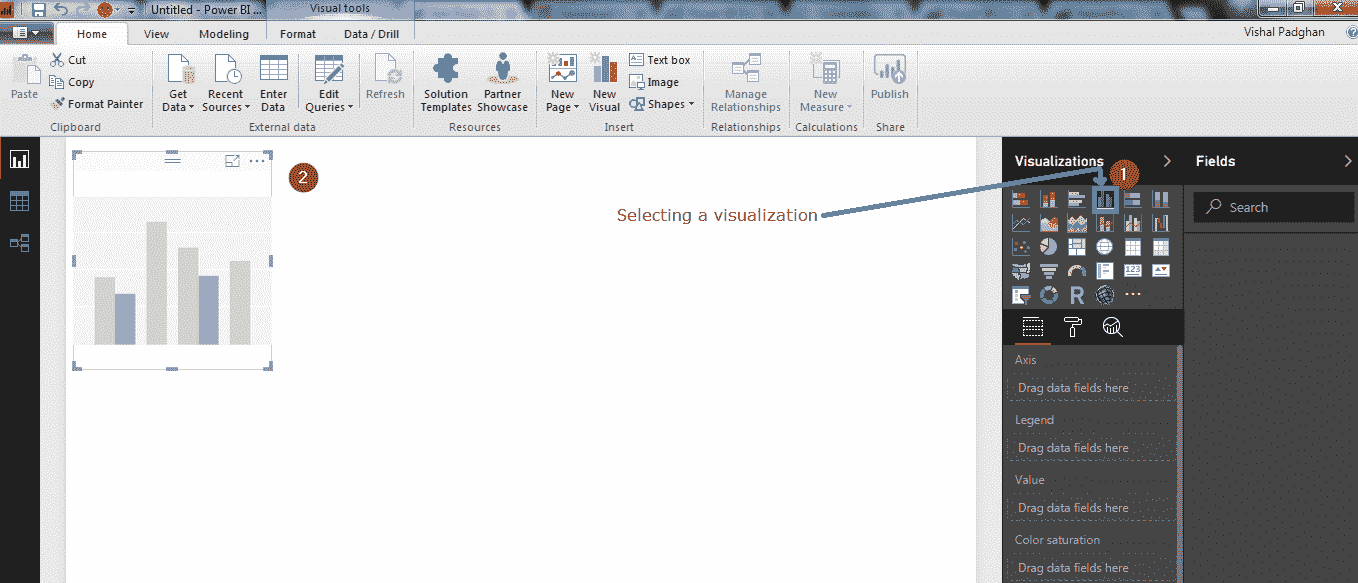 Untitled - Power BI ...
Visual tools
Home View Modeling Format Data / Drill
Vishal Padghan
Paste
Cut
Copy
Format Painter
Clipboard
Get Data
Recent Sources
Enter Data
Edit Queries
Refresh
External data
Solution Templates
Partner Showcase
Resources
New Page
New Visual
Text box
Image
Shapes
Insert
Manage Relationships
Relationships
New Measure
Calculations
Publish
Share
2
Selecting a visualization
1
Visualizations
R
123
Axis
Drag data fields here
Legend
Drag data fields here
Value
Drag data fields here
Color saturation
Drag data fields here
Fields
Search